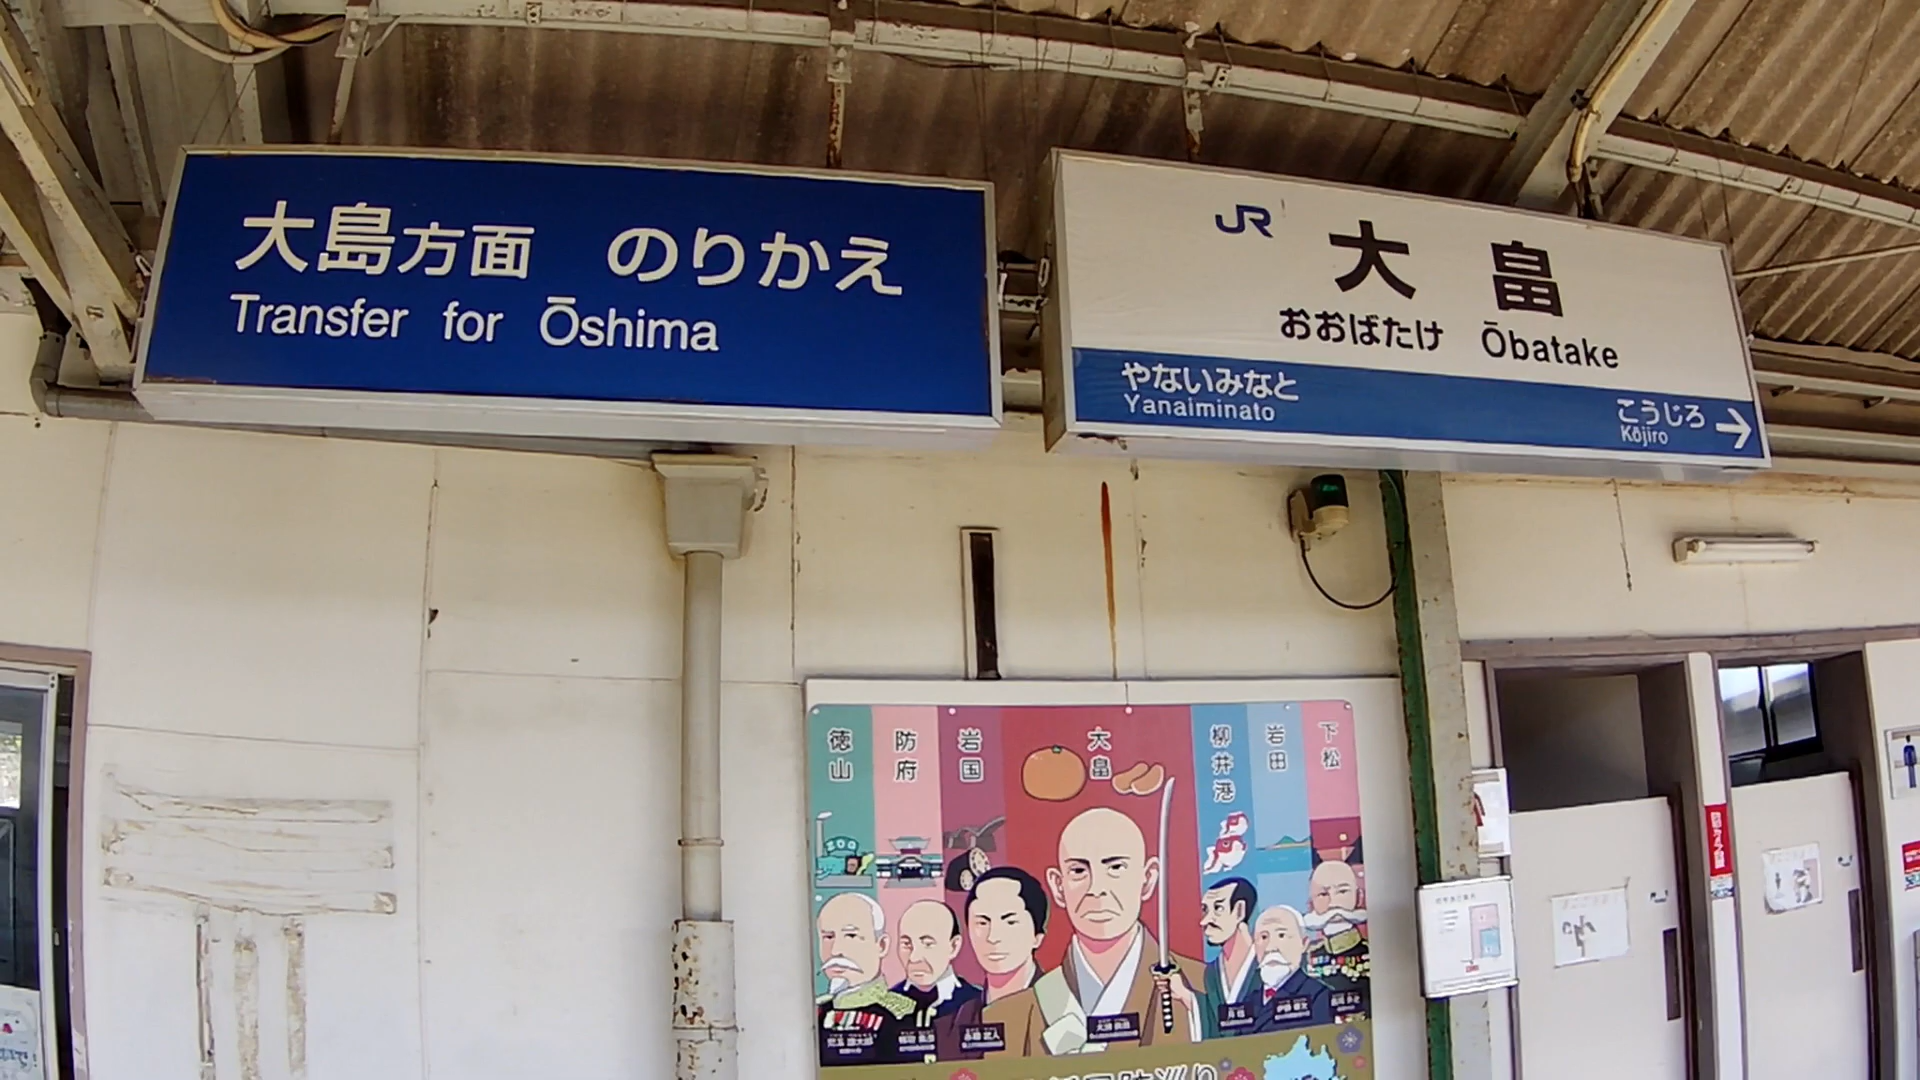 大島方面 のりかえ
Transfer for Ōshima
JR
大畠
おおばたけ Ōbatake
やないみなと
Yanaiminato
こうじろ
Kōjiro
徳山
防府
岩国
大畠
柳井港
岩田
下松
ZOO